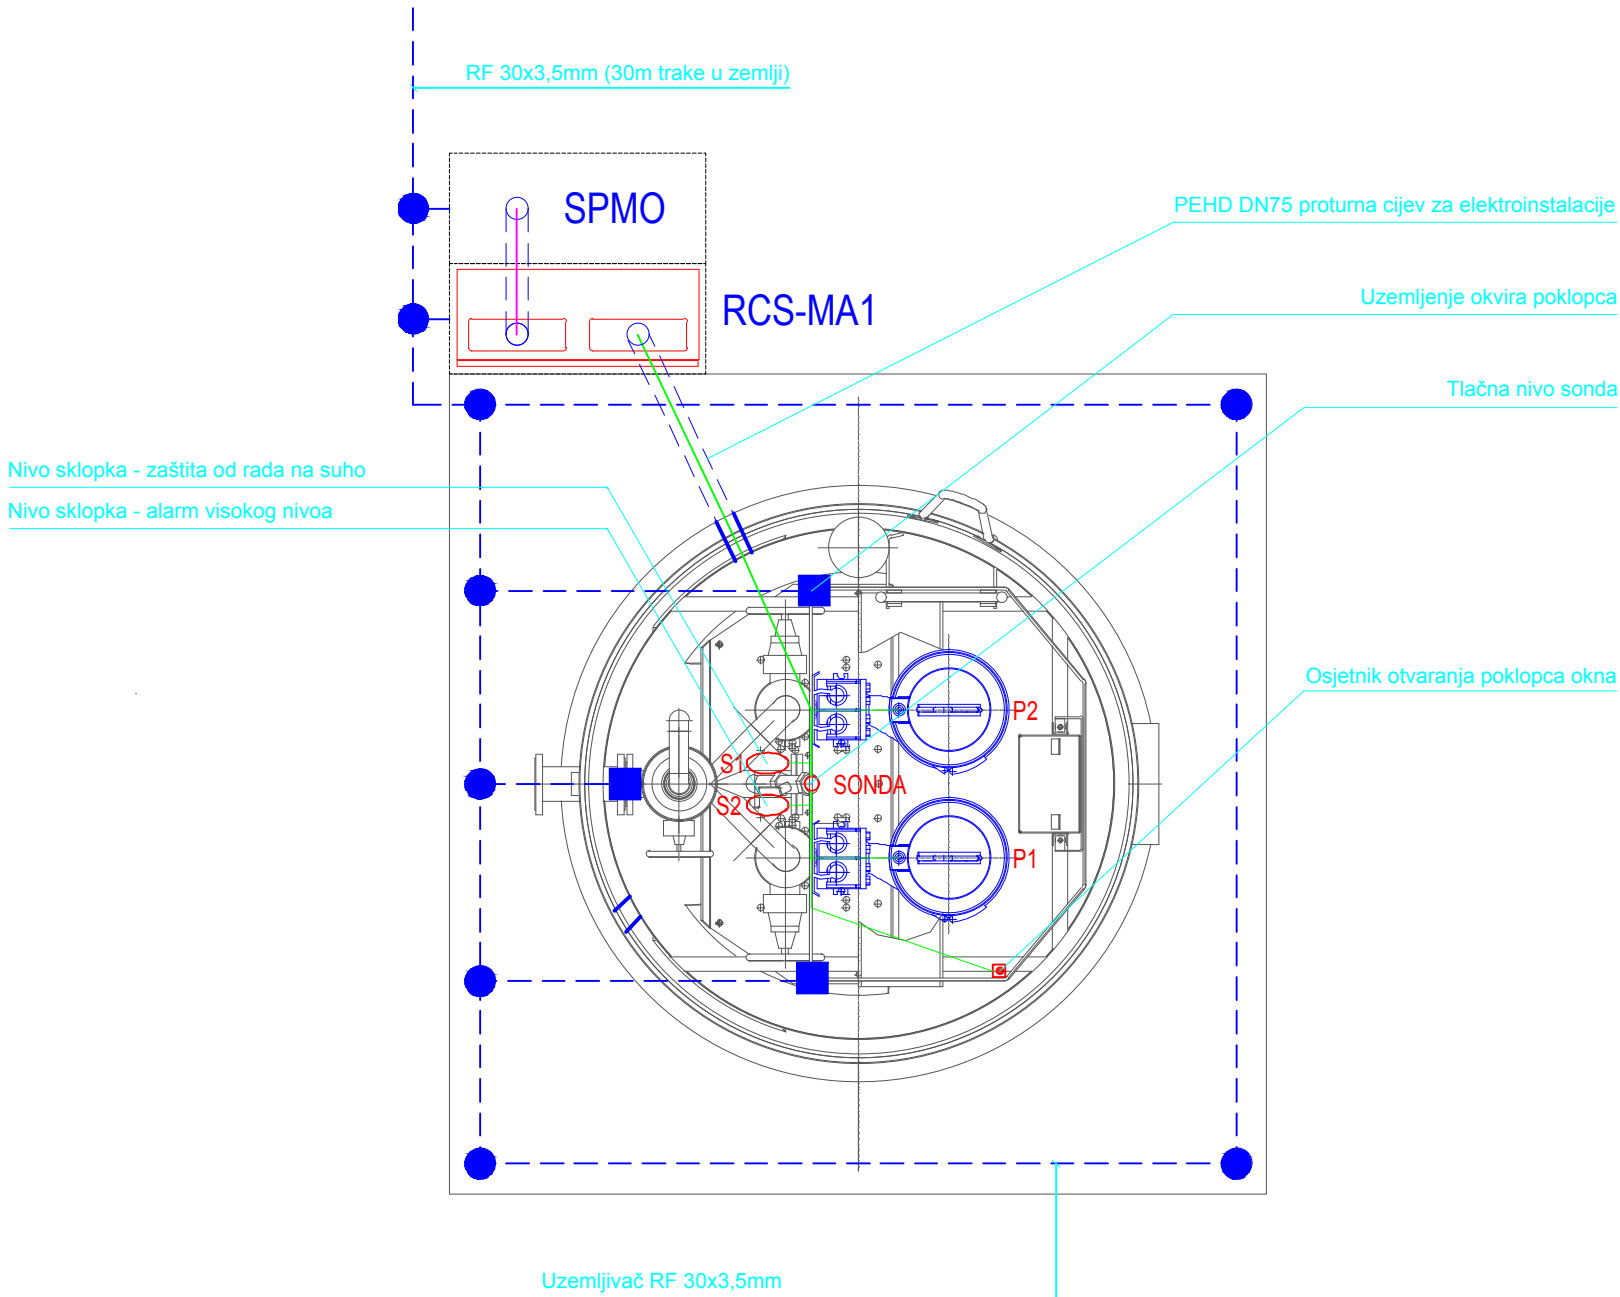 RF 30x3,5mm (30m trake u zemlji)
SPMO
PEHD DN75 proturna cijev za elektroinstalacije
RCS-MA1
Uzemljenje okvira poklopca
Tlačna nivo sonda
Nivo sklopka - zaštita od rada na suho
Nivo sklopka - alarm visokog nivoa
Osjetnik otvaranja poklopca okna
P2
S1
SONDA
S2
P1
Uzemljivač RF 30x3,5mm